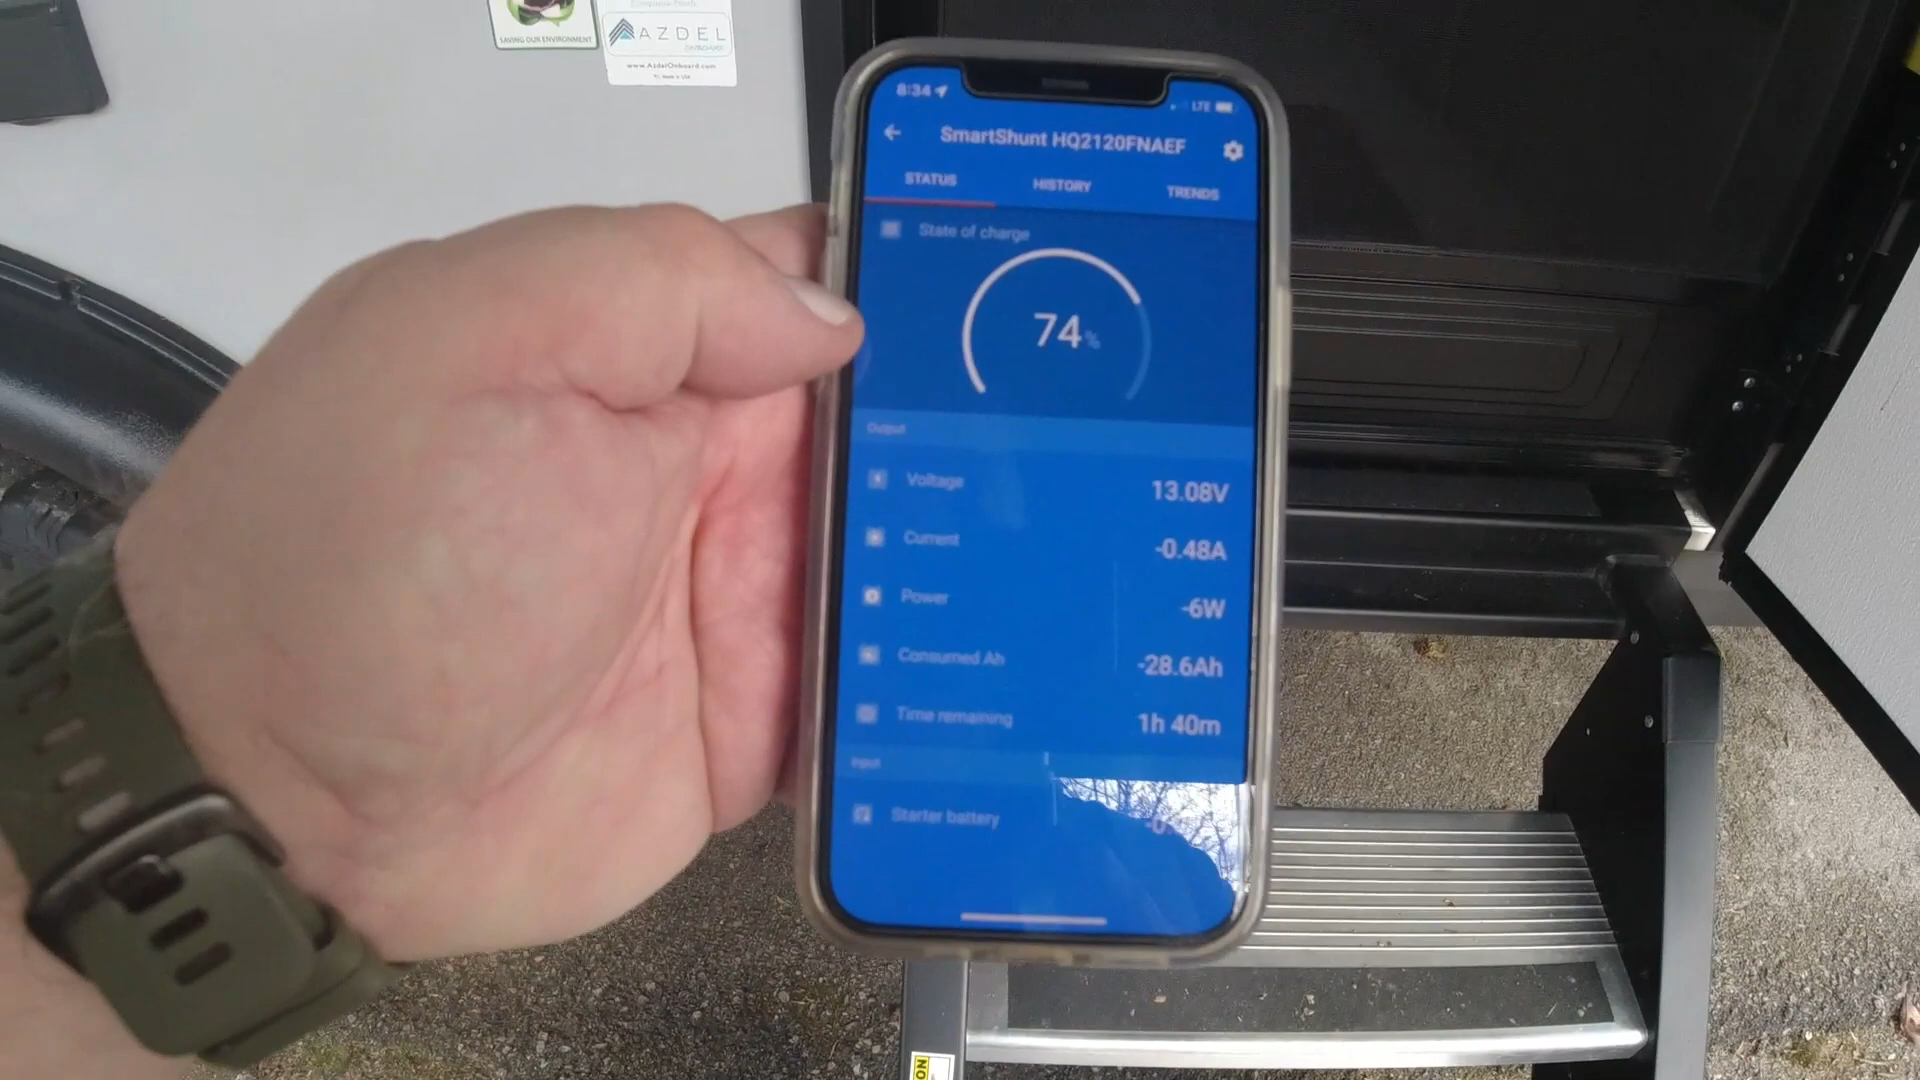 SAVING OUR ENVIRONMENT
AZDEL
ONBOARD
www.AzdelOnboard.com
8:34
LTE
SmartShunt HQ2120FNAEF
STATUS HISTORY TRENDS
State of charge
74%
Output
Voltage 13.08V
Current -0.48A
Power -6W
Consumed Ah -28.6Ah
Time remaining 1h 40m
Input
Starter battery
ON